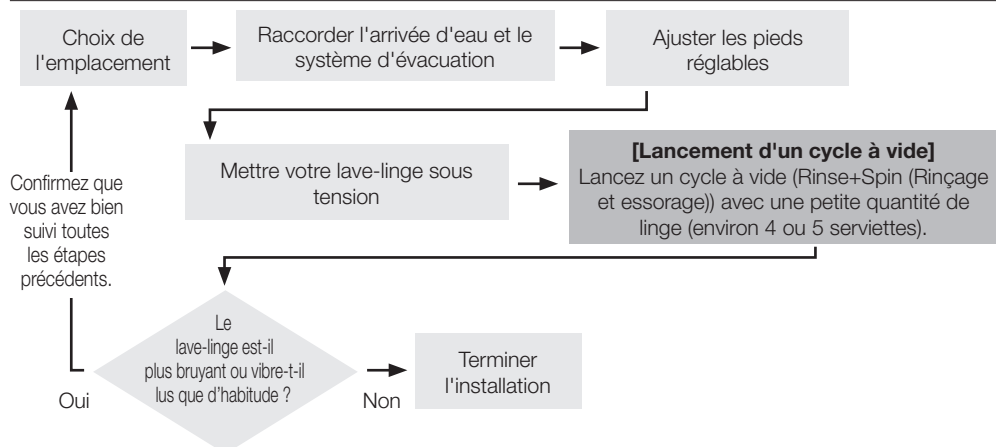 Choix de
l'emplacement
Raccorder l'arrivée d'eau et le
système d'évacuation
Ajuster les pieds
réglables
Mettre votre lave-linge sous
tension
[Lancement d'un cycle à vide]
Lancez un cycle à vide (Rinse+Spin (Rinçage
et essorage)) avec une petite quantité de
linge (environ 4 ou 5 serviettes).
Confirmez que
vous avez bien
suivi toutes
les étapes
précédents.
Le
lave-linge est-il
plus bruyant ou vibre-t-il
lus que d'habitude ?
Oui
Non
Terminer
l'installation